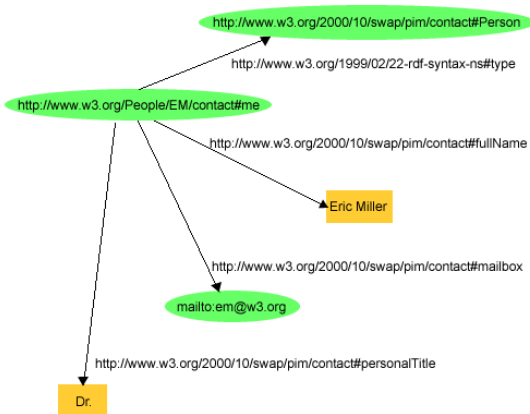 http://www.w3.org/2000/10/swap/pim/contact#Person
http://www.w3.org/1999/02/22-rdf-syntax-ns#type
http://www.w3.org/People/EM/contact#me
http://www.w3.org/2000/10/swap/pim/contact#fullName
Eric Miller
http://www.w3.org/2000/10/swap/pim/contact#mailbox
mailto:em@w3.org
http://www.w3.org/2000/10/swap/pim/contact#personalTitle
Dr.